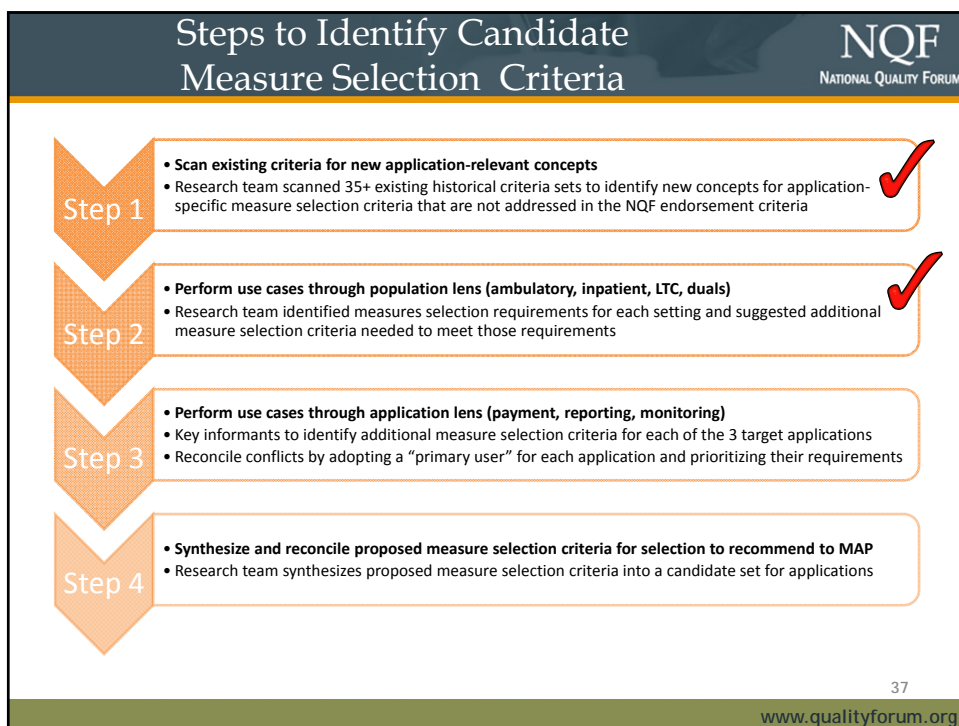 Steps to Identify Candidate
Measure Selection Criteria
NQF
NATIONAL QUALITY FORUM
Step 1
• Scan existing criteria for new application-relevant concepts
• Research team scanned 35+ existing historical criteria sets to identify new concepts for application-
specific measure selection criteria that are not addressed in the NQF endorsement criteria
Step 2
• Perform use cases through population lens (ambulatory, inpatient, LTC, duals)
• Research team identified measures selection requirements for each setting and suggested additional
measure selection criteria needed to meet those requirements
Step 3
• Perform use cases through application lens (payment, reporting, monitoring)
• Key informants to identify additional measure selection criteria for each of the 3 target applications
• Reconcile conflicts by adopting a “primary user” for each application and prioritizing their requirements
Step 4
• Synthesize and reconcile proposed measure selection criteria for selection to recommend to MAP
• Research team synthesizes proposed measure selection criteria into a candidate set for applications
37
www.qualityforum.org